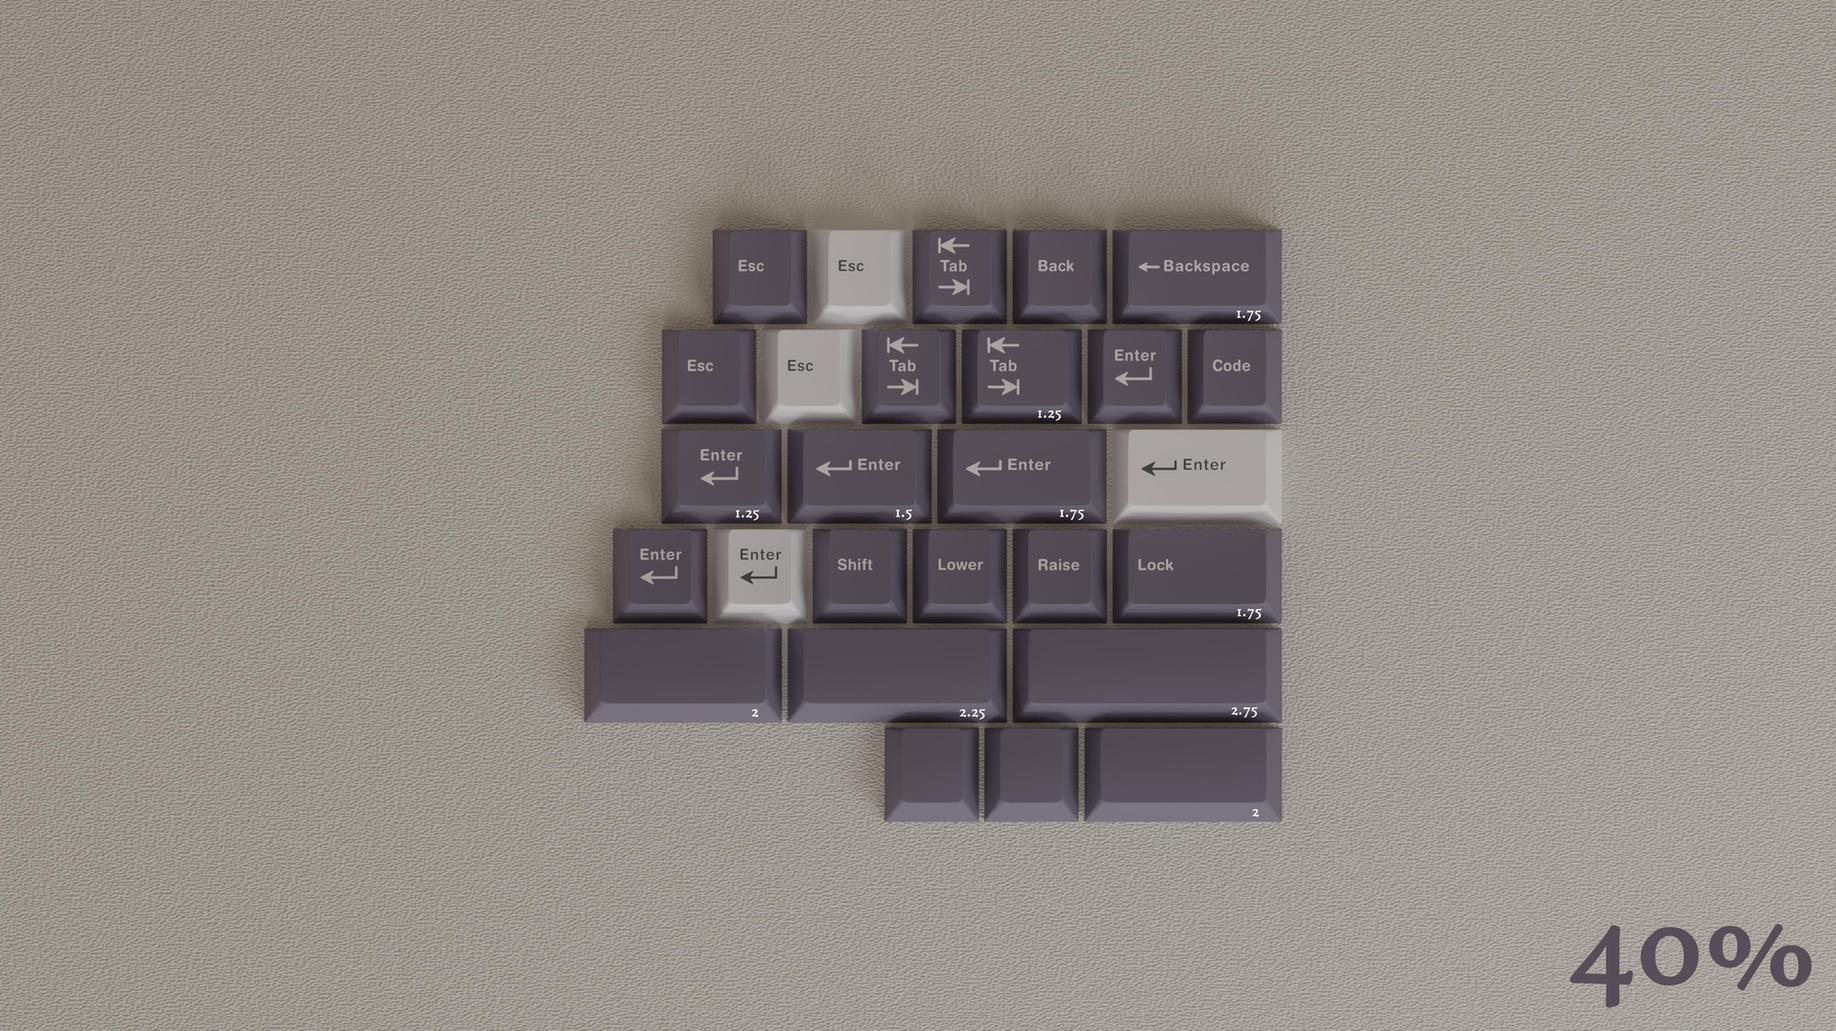 Esc
Esc
Tab
Back
Backspace
1.75
Esc
Esc
Tab
Tab
1.25
Enter
Code
Enter
1.25
Enter
1.5
Enter
1.75
Enter
Enter
Enter
Shift
Lower
Raise
Lock
1.75
2
2.25
2.75
2
40%